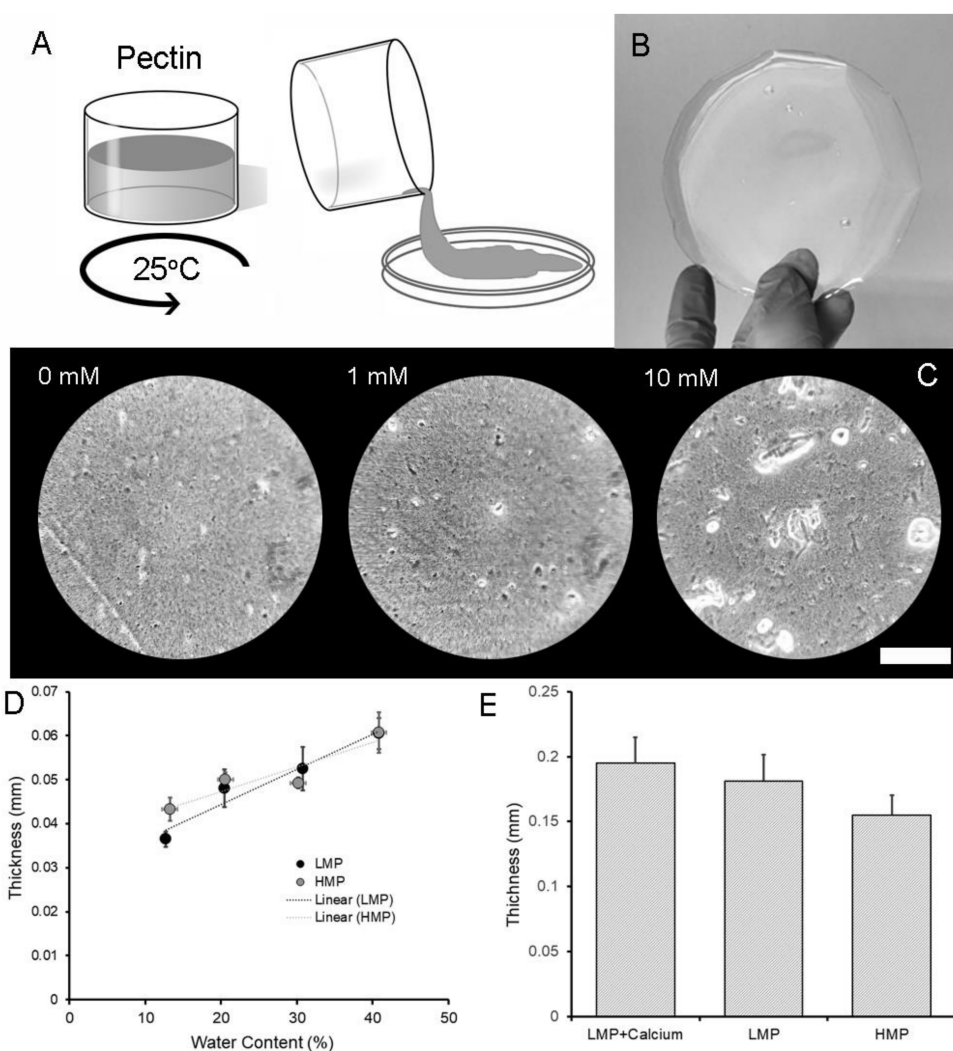 A
Pectin
25°C
B
0 mM
1 mM
10 mM
C
D
0.07
0.06
0.05
0.04
0.03
0.02
0.01
0
Thickness (mm)
LMP
HMP
Linear (LMP)
Linear (HMP)
0
10
20
30
40
50
Water Content (%)
E
0.25
0.2
0.15
0.1
0.05
0
Thichness (mm)
LMP+Calcium
LMP
HMP